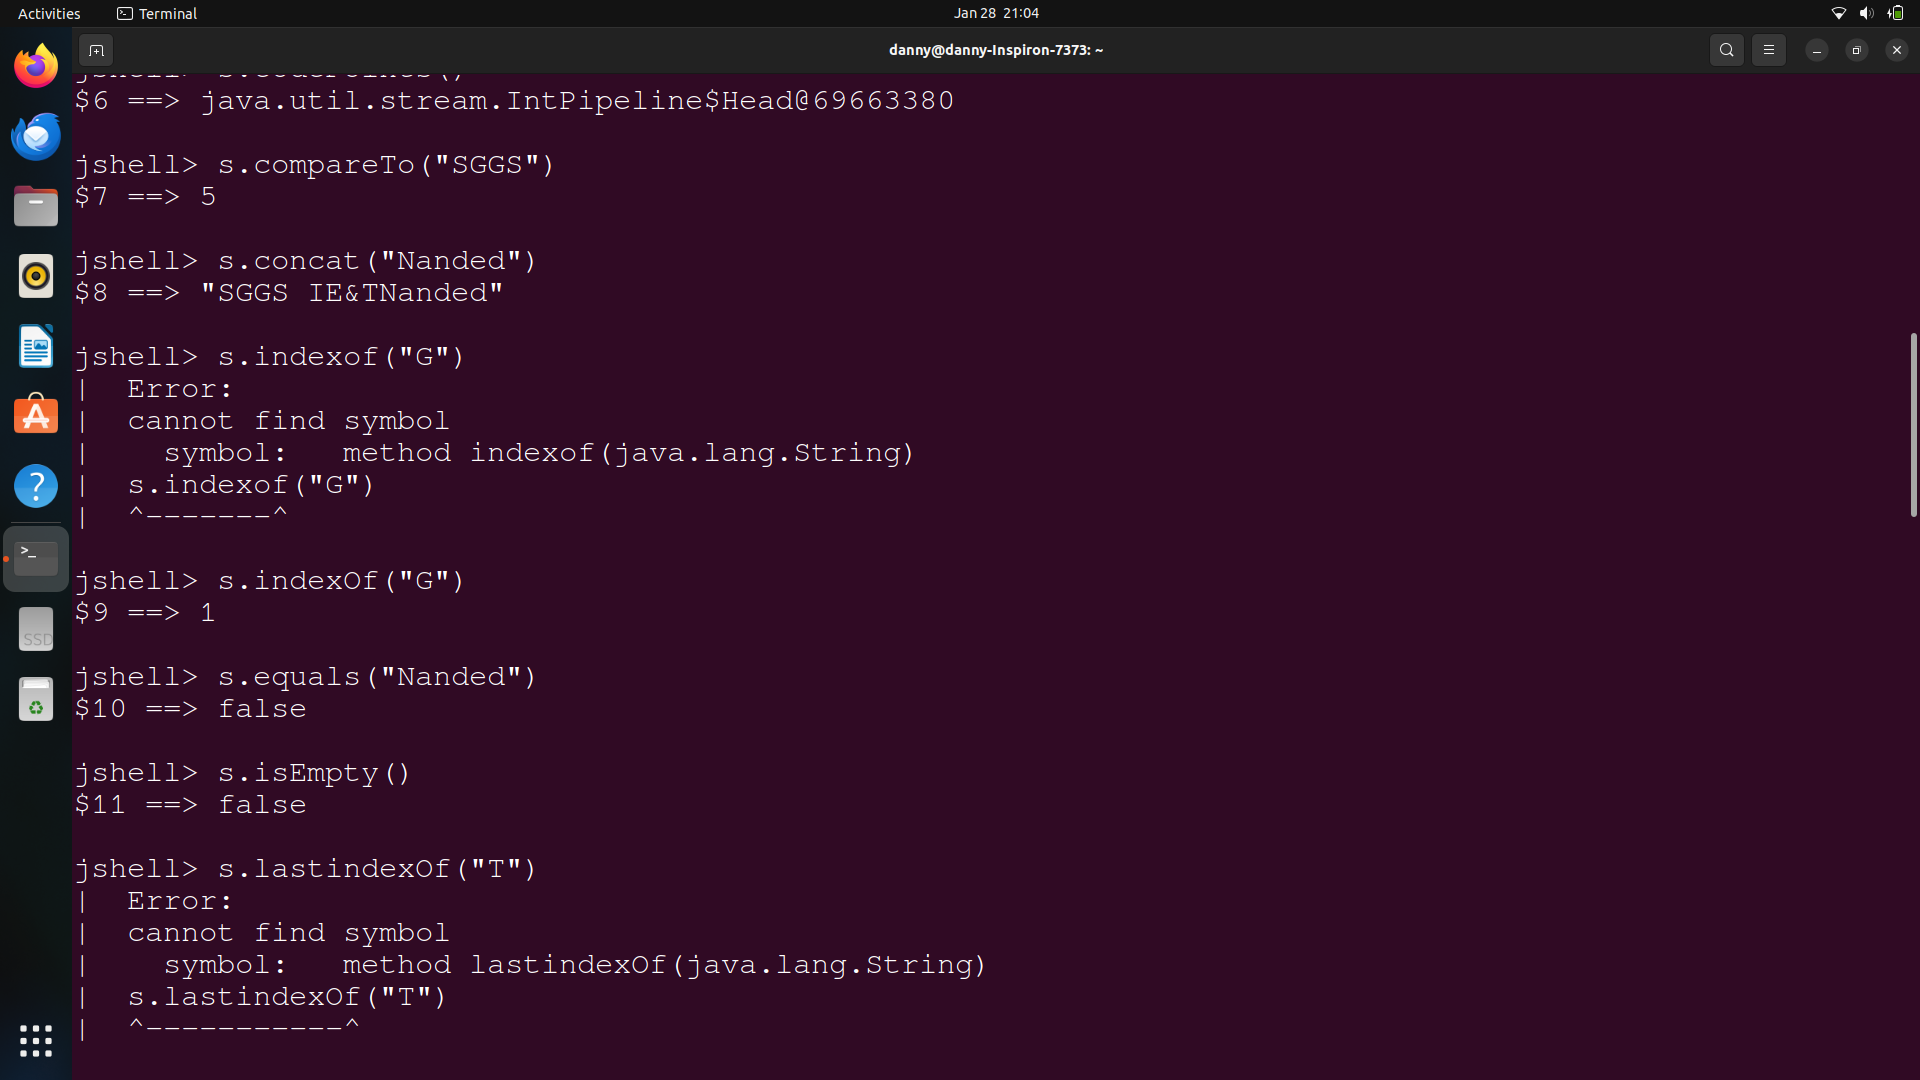 Activities
Terminal
Jan 28 21:04
danny@danny-Inspiron-7373: ~
$6 ==> java.util.stream.IntPipeline$Head@69663380
jshell> s.compareTo("SGGS")
$7 ==> 5
jshell> s.concat("Nanded")
$8 ==> "SGGS IE&TNanded"
jshell> s.indexof("G")
|  Error:
|  cannot find symbol
|    symbol:   method indexof(java.lang.String)
|  s.indexof("G")
|  ^-------^
jshell> s.indexOf("G")
$9 ==> 1
jshell> s.equals("Nanded")
$10 ==> false
jshell> s.isEmpty()
$11 ==> false
jshell> s.lastindexOf("T")
|  Error:
|  cannot find symbol
|    symbol:   method lastindexOf(java.lang.String)
|  s.lastindexOf("T")
|  ^-----------^
SSD